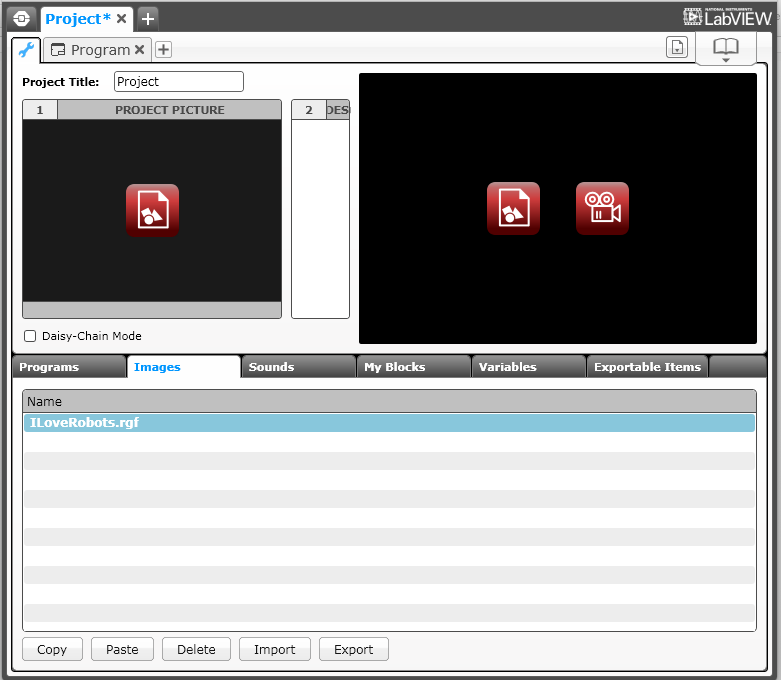 Project*
NATIONAL INSTRUMENTS
LabVIEW
Program
Project Title: Project
1 PROJECT PICTURE
2 DES
Daisy-Chain Mode
Programs Images Sounds My Blocks Variables Exportable Items
Name
ILoveRobots.rgf
Copy Paste Delete Import Export